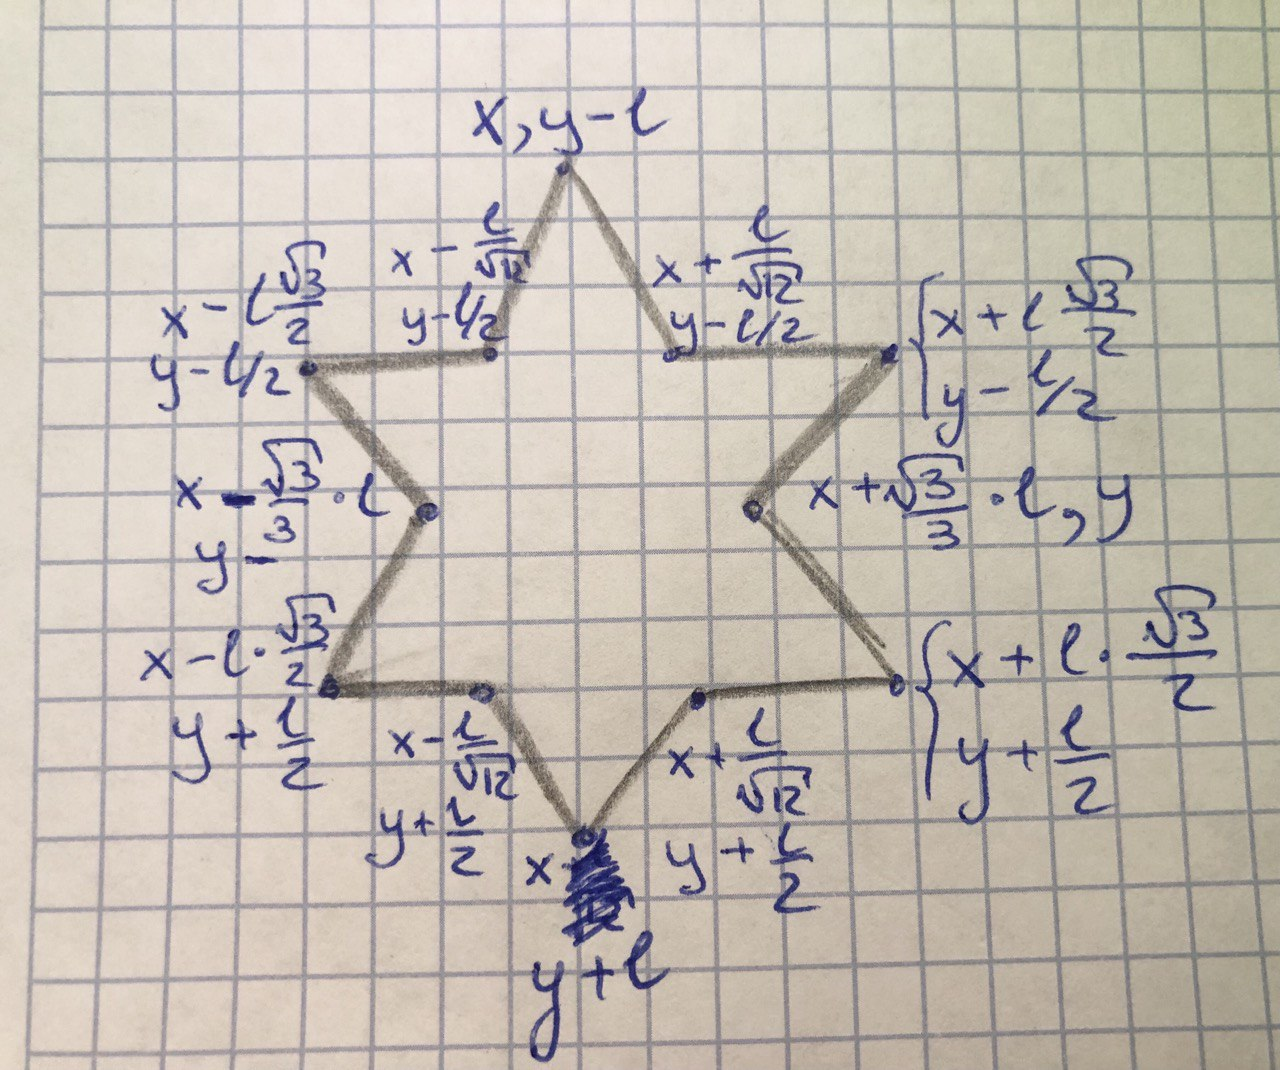 x, y-l
x - l/√12
y-l/2
x + l/√12
y-l/2
x - l √3/2
y - l/2
{ x + l √3/2
y - l/2
x - √3/3 · l
y -
x + √3/3 · l, y
x - l · √3/2
y + l/2
{ x + l · √3/2
y + l/2
x - l/√12
y + l/2
x + l/√12
y + l/2
x
y+l